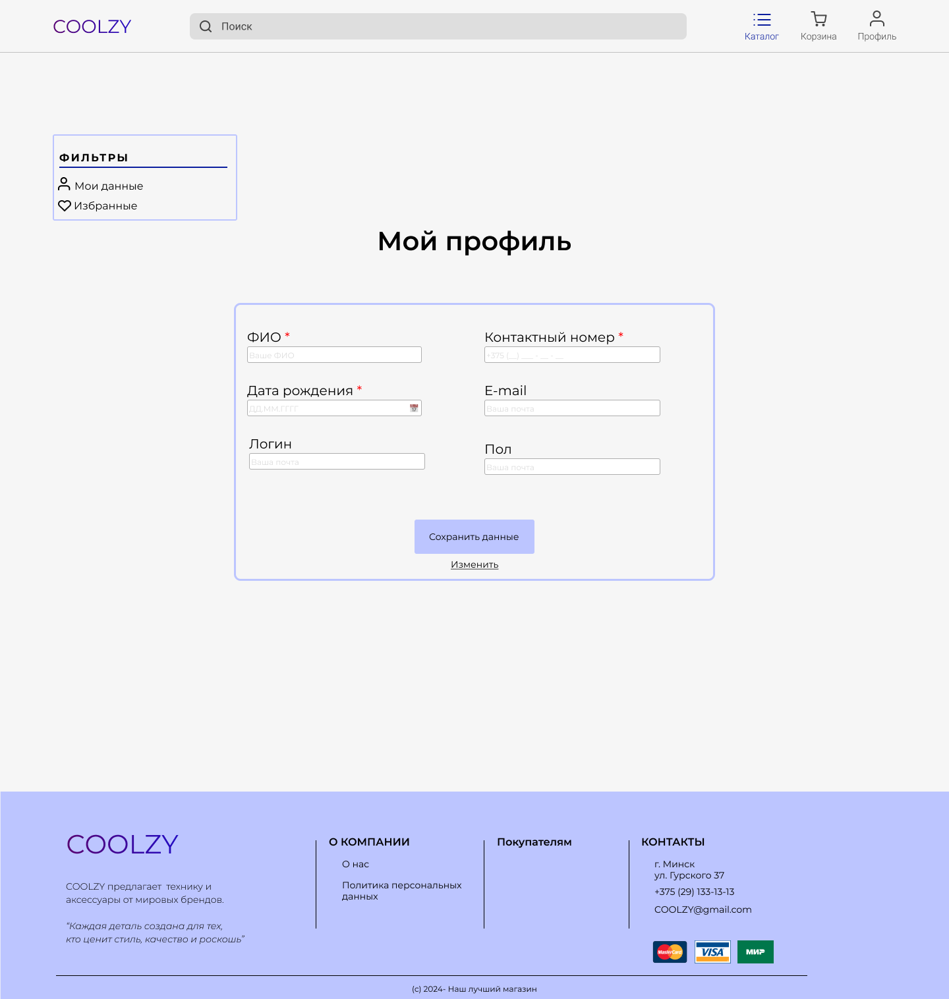 COOLZY
Поиск
Каталог
Корзина
Профиль
ФИЛЬТРЫ
Мои данные
Избранные
Мой профиль
ФИО *
Ваше ФИО
Контактный номер *
+375 (__) ___ - __ - __
Дата рождения *
ДД.ММ.ГГГГ
17
E-mail
Ваша почта
Логин
Ваша почта
Пол
Ваша почта
Сохранить данные
Изменить
COOLZY
COOLZY предлагает техникy и
аксессуары от мировых брендов.
“Каждая деталь создана для тех,
кто ценит стиль, качество и роскошь”
О КОМПАНИИ
О нас
Политика персональных
данных
Покупателям
КОНТАКТЫ
г. Минск
ул. Гурского 37
+375 (29) 133-13-13
COOLZY@gmail.com
MasterCard
VISA
МИР
(с) 2024- Наш лучший магазин